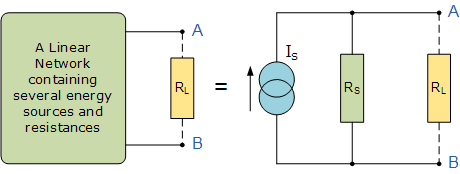 A Linear
Network
containing
several energy
sources and
resistances
A
RL
B
=
IS
RS
A
RL
B